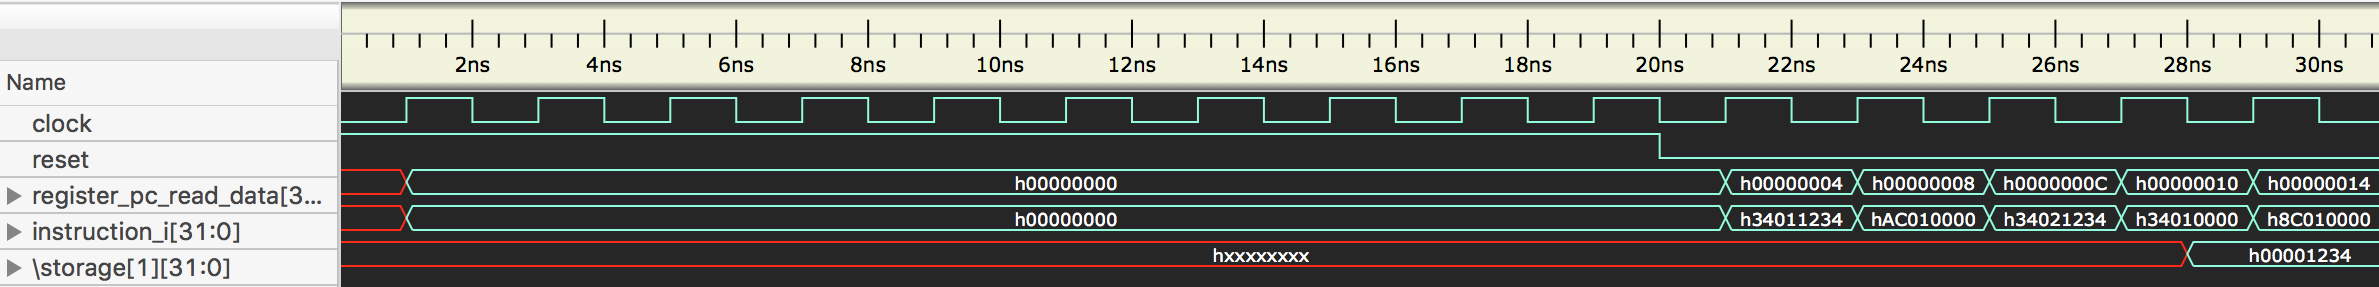 2ns 4ns 6ns 8ns 10ns 12ns 14ns 16ns 18ns 20ns 22ns 24ns 26ns 28ns 30ns
Name
clock
reset
register_pc_read_data[3... h00000000 h00000004 h00000008 h0000000C h00000010 h00000014
instruction_i[31:0] h00000000 h34011234 hAC010000 h34021234 h34010000 h8C010000
\storage[1][31:0] hxxxxxxxx h00001234